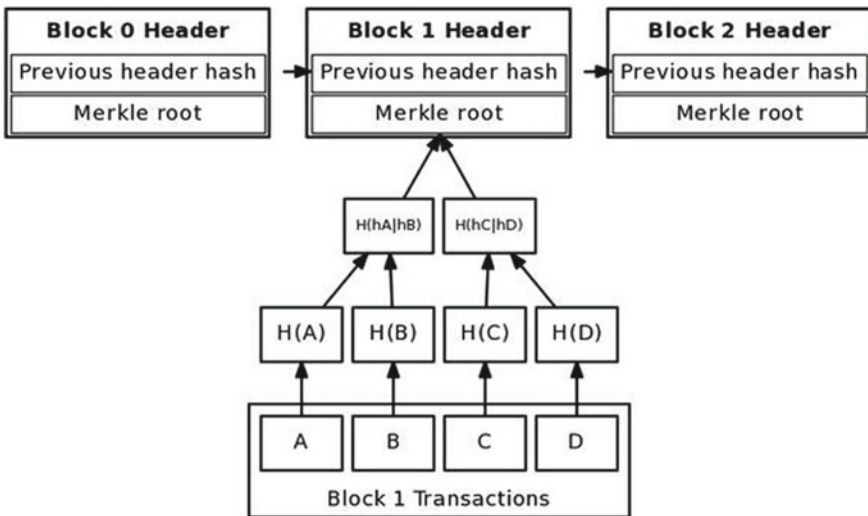 Block 0 Header
Previous header hash
Merkle root
Block 1 Header
Previous header hash
Merkle root
Block 2 Header
Previous header hash
Merkle root
H(hA|hB)
H(hC|hD)
H(A)
H(B)
H(C)
H(D)
A
B
C
D
Block 1 Transactions